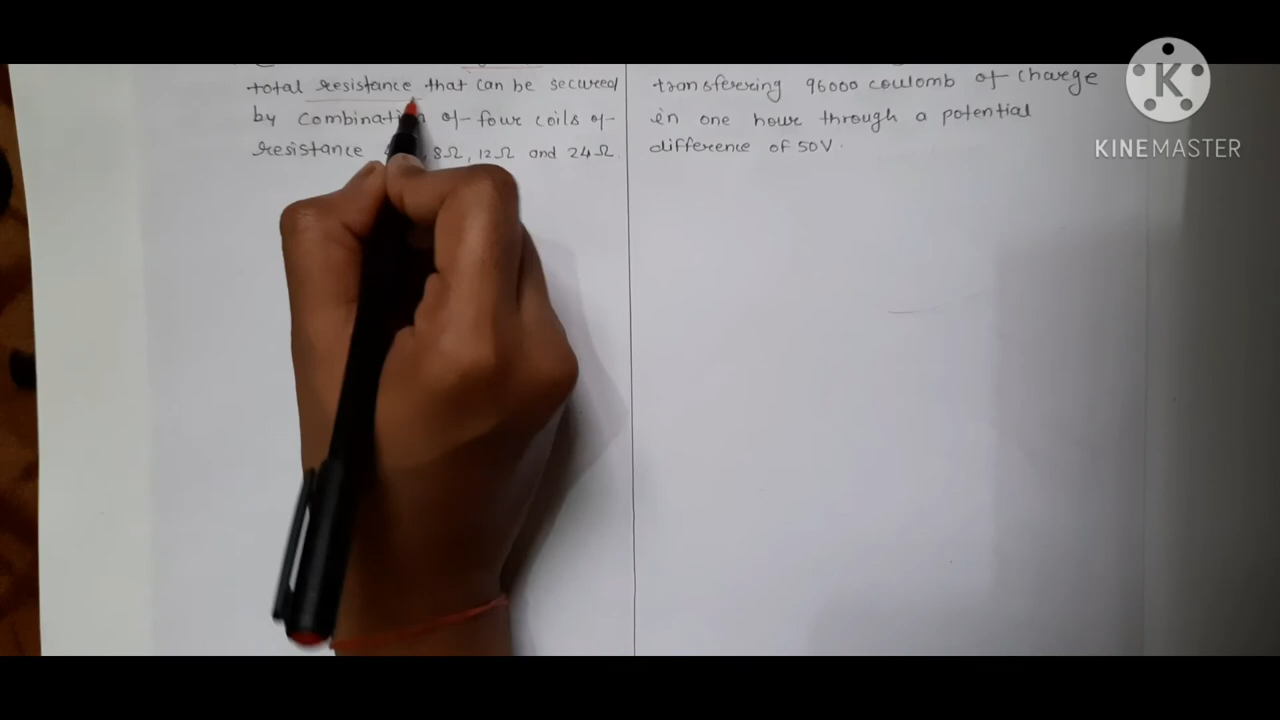 total resistance that can be secured
by combination of four coils of
resistance 8Ω, 12Ω and 24Ω.
transferring 96000 coulomb of charge
in one hour through a potential
difference of 50V.
K
KINEMASTER